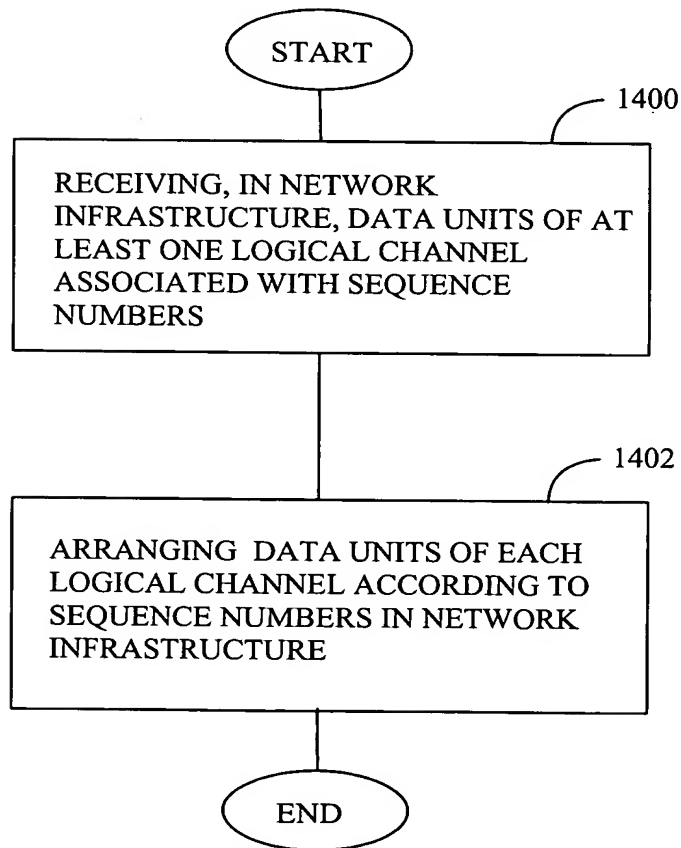 START
1400
RECEIVING, IN NETWORK
INFRASTRUCTURE, DATA UNITS OF AT
LEAST ONE LOGICAL CHANNEL
ASSOCIATED WITH SEQUENCE
NUMBERS
1402
ARRANGING DATA UNITS OF EACH
LOGICAL CHANNEL ACCORDING TO
SEQUENCE NUMBERS IN NETWORK
INFRASTRUCTURE
END